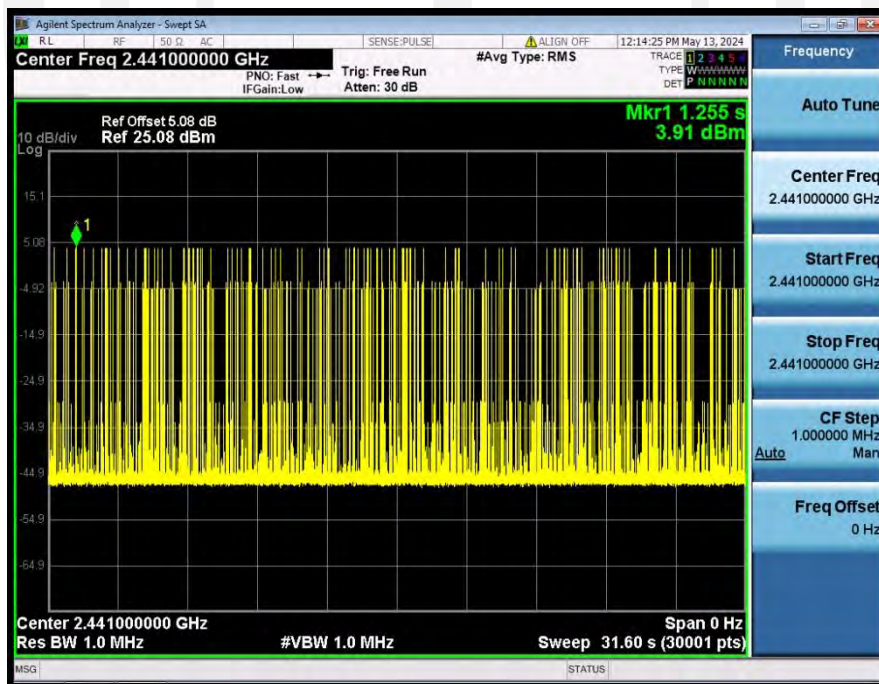 Agilent Spectrum Analyzer - Swept SA
LXI RL RF 50 Ω AC SENSE:PULSE ALIGN OFF 12:14:25 PM May 13, 2024
Center Freq 2.441000000 GHz
#Avg Type: RMS
TRACE 1 2 3 4 5 6
PNO: Fast Trig: Free Run
TYPE WWWWWW
IFGain:Low Atten: 30 dB
DET P N N N N N
Frequency
Mkr1 1.255 s
3.91 dBm
Ref Offset 5.08 dB
10 dB/div Ref 25.08 dBm
Log
15.1
5.08
-4.92
-14.9
-24.9
-34.9
-44.9
-54.9
-64.9
1
Center 2.441000000 GHz Span 0 Hz
Res BW 1.0 MHz #VBW 1.0 MHz Sweep 31.60 s (30001 pts)
Auto Tune
Center Freq
2.441000000 GHz
Start Freq
2.441000000 GHz
Stop Freq
2.441000000 GHz
CF Step
1.000000 MHz
Auto Man
Freq Offset
0 Hz
MSG STATUS